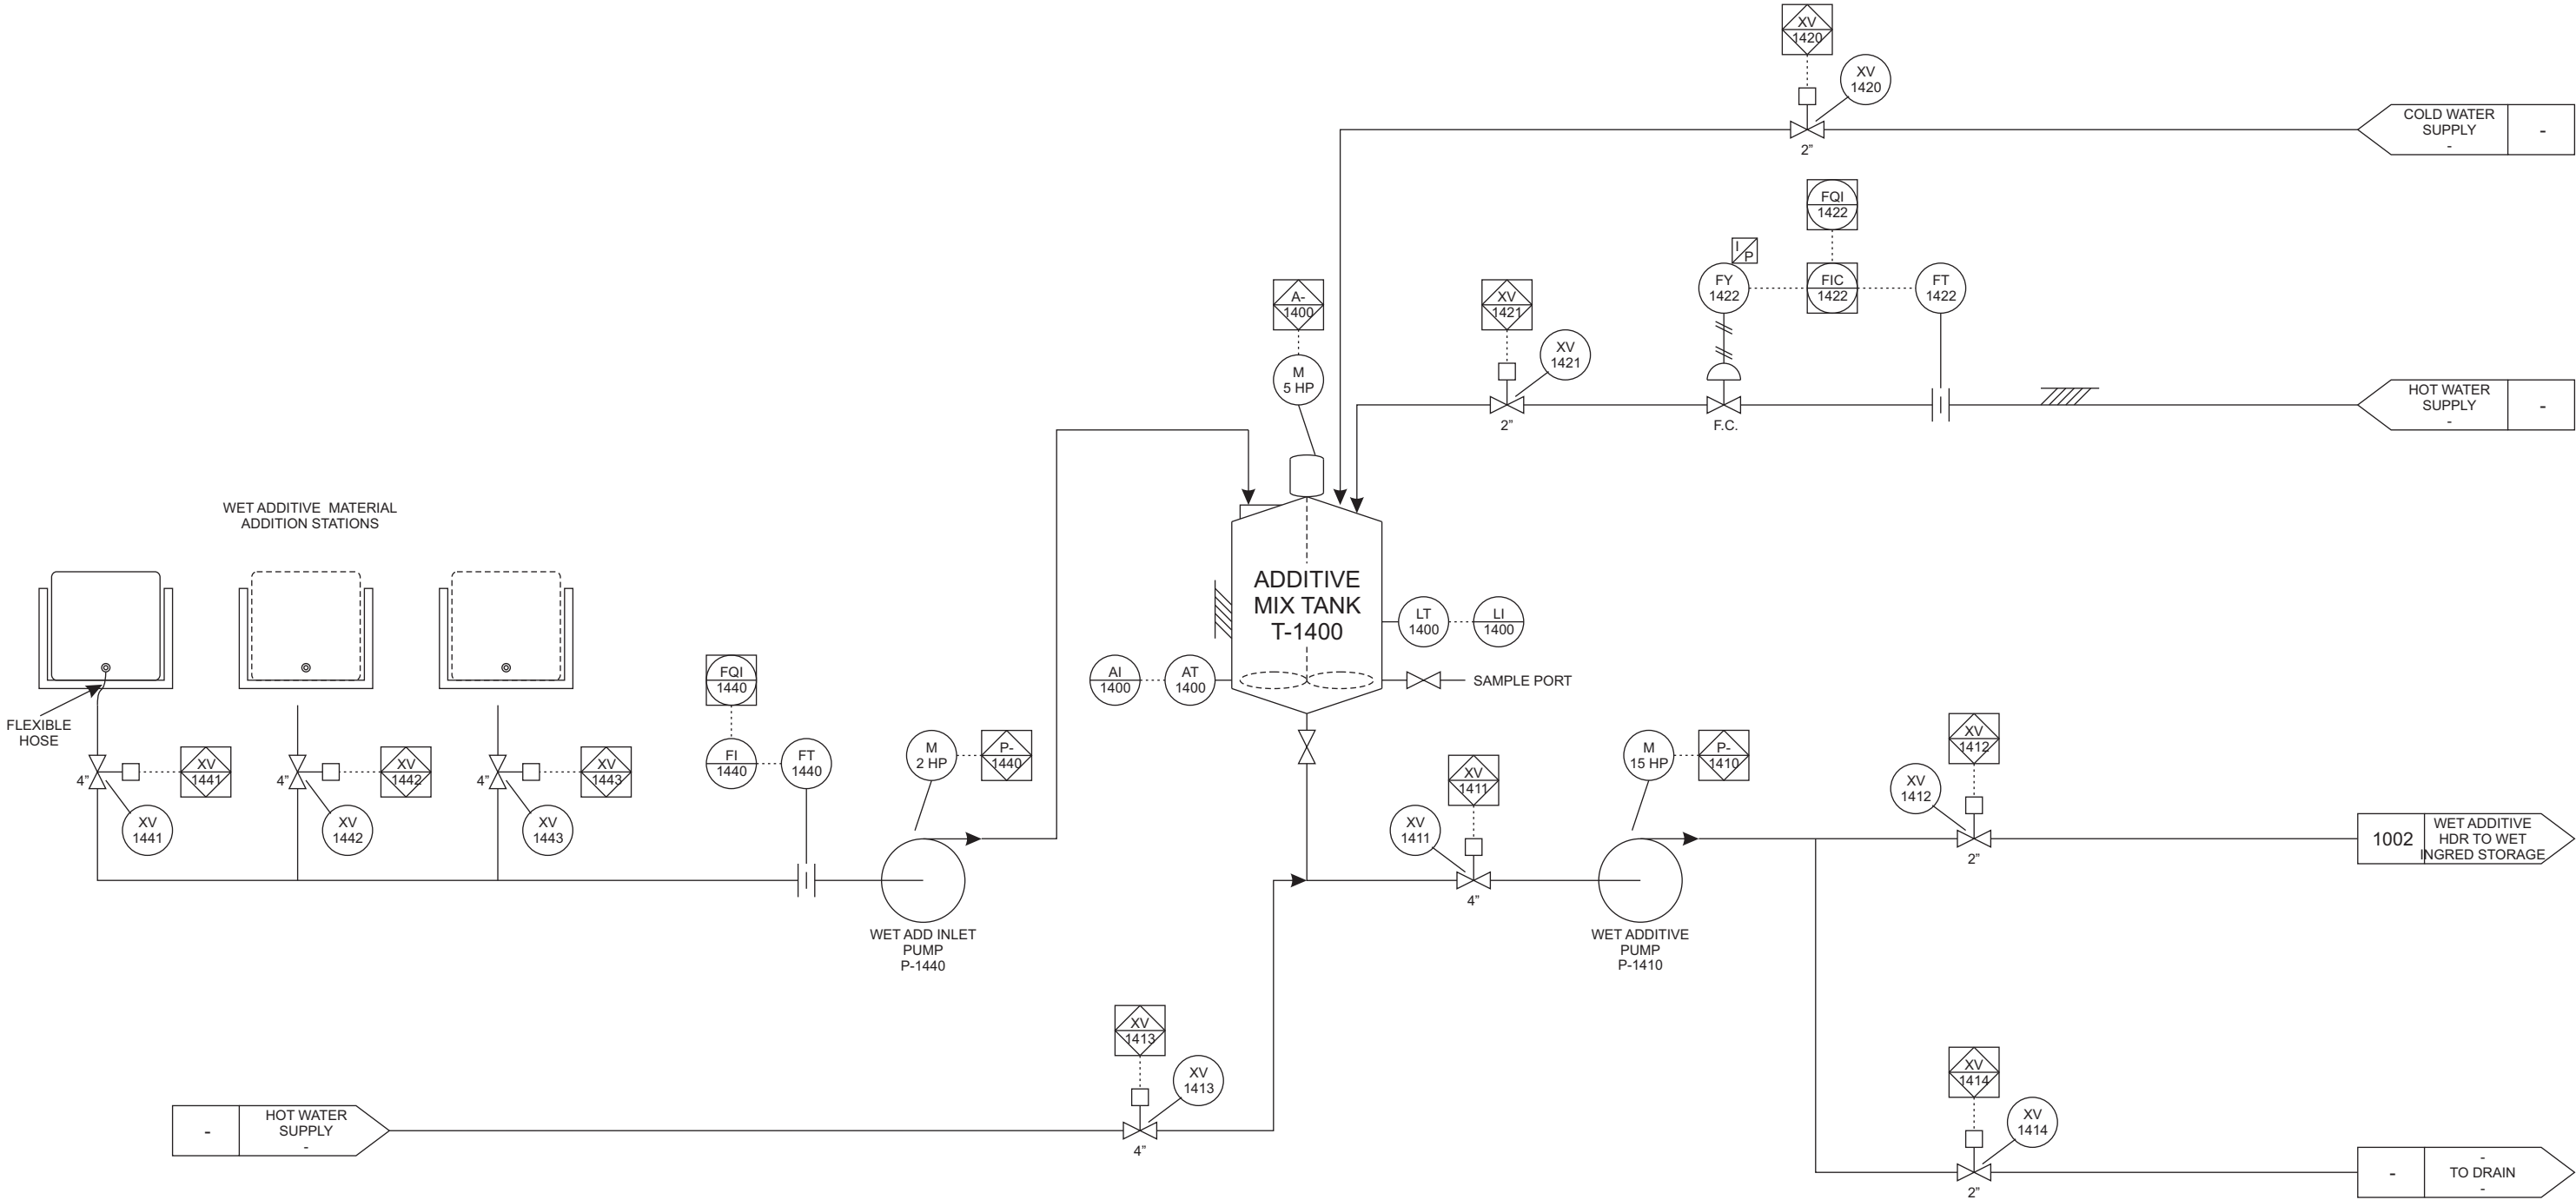 XV
1420
XV
1420
2”
COLD WATER
SUPPLY
-
-
FQI
1422
I
P
FY
1422
FIC
1422
FT
1422
A-
1400
M
5 HP
XV
1421
XV
1421
2”
F.C.
HOT WATER
SUPPLY
-
-
WET ADDITIVE MATERIAL
ADDITION STATIONS
FLEXIBLE
HOSE
ADDITIVE
MIX TANK
T-1400
LT
1400
LI
1400
AI
1400
AT
1400
SAMPLE PORT
4”
XV
1441
XV
1441
4”
XV
1442
XV
1442
4”
XV
1443
XV
1443
FQI
1440
FI
1440
FT
1440
M
2 HP
P-
1440
WET ADD INLET
PUMP
P-1440
XV
1411
XV
1411
4”
M
15 HP
P-
1410
WET ADDITIVE
PUMP
P-1410
XV
1412
XV
1412
2”
1002
WET ADDITIVE
HDR TO WET
INGRED STORAGE
-
HOT WATER
SUPPLY
-
XV
1413
XV
1413
4”
XV
1414
XV
1414
2”
-
-
TO DRAIN
-